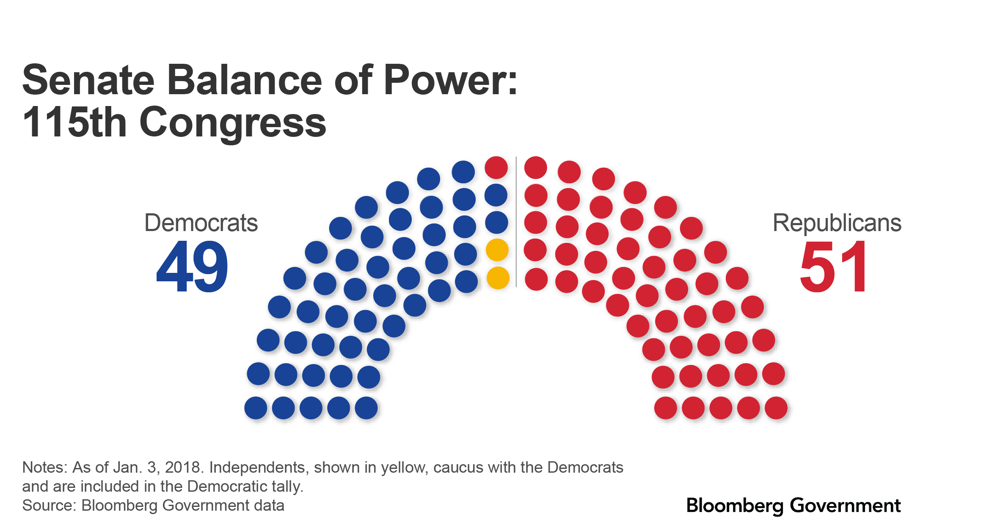 Senate Balance of Power:
115th Congress
Democrats
49
Republicans
51
Notes: As of Jan. 3, 2018. Independents, shown in yellow, caucus with the Democrats
and are included in the Democratic tally.
Source: Bloomberg Government data
Bloomberg Government